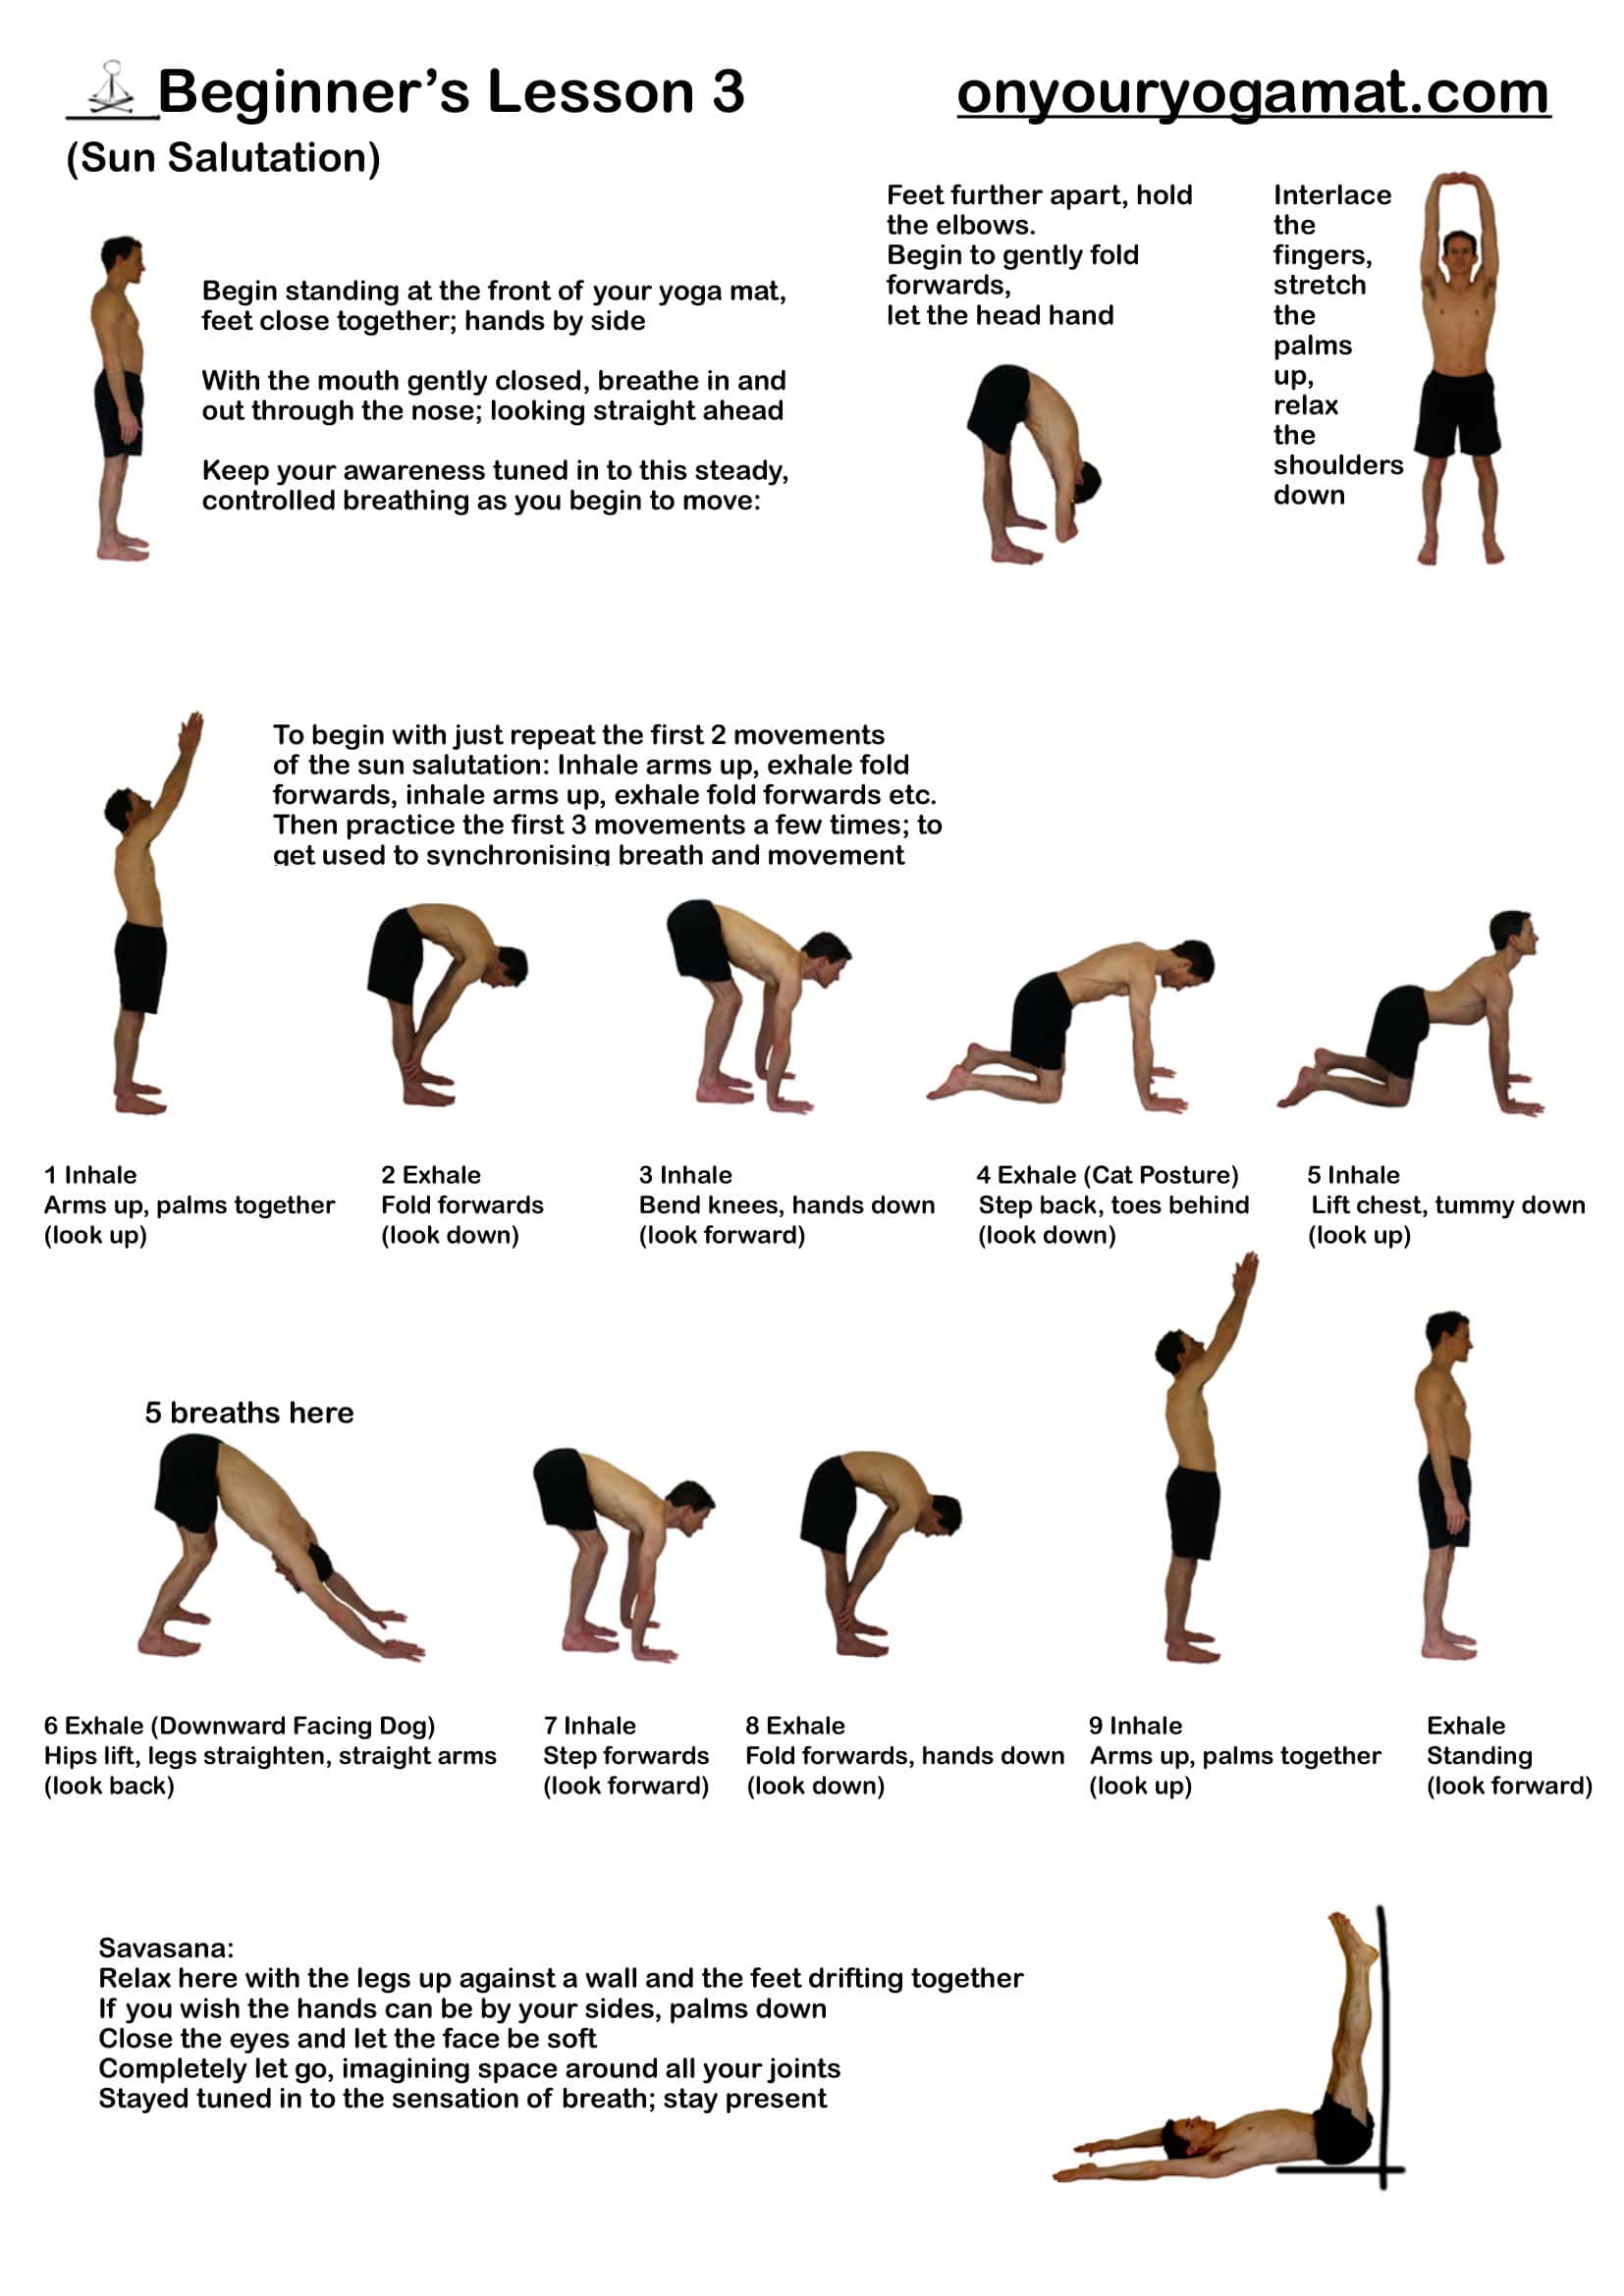 Beginner's Lesson 3
onyouryogamat.com
(Sun Salutation)
Begin standing at the front of your yoga mat,
feet close together; hands by side
With the mouth gently closed, breathe in and
out through the nose; looking straight ahead
Keep your awareness tuned in to this steady,
controlled breathing as you begin to move:
Feet further apart, hold
the elbows.
Begin to gently fold
forwards,
let the head hand
Interlace
the
fingers,
stretch
the
palms
up,
relax
the
shoulders
down
To begin with just repeat the first 2 movements
of the sun salutation: Inhale arms up, exhale fold
forwards, inhale arms up, exhale fold forwards etc.
Then practice the first 3 movements a few times; to
get used to synchronising breath and movement
1 Inhale
Arms up, palms together
(look up)
2 Exhale
Fold forwards
(look down)
3 Inhale
Bend knees, hands down
(look forward)
4 Exhale (Cat Posture)
Step back, toes behind
(look down)
5 Inhale
Lift chest, tummy down
(look up)
5 breaths here
6 Exhale (Downward Facing Dog)
Hips lift, legs straighten, straight arms
(look back)
7 Inhale
Step forwards
(look forward)
8 Exhale
Fold forwards, hands down
(look down)
9 Inhale
Arms up, palms together
(look up)
Exhale
Standing
(look forward)
Savasana:
Relax here with the legs up against a wall and the feet drifting together
If you wish the hands can be by your sides, palms down
Close the eyes and let the face be soft
Completely let go, imagining space around all your joints
Stayed tuned in to the sensation of breath; stay present